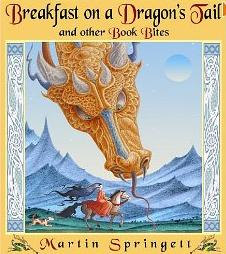 Breakfast on a Dragon's Tail
and other Book Bites
Martin Springett